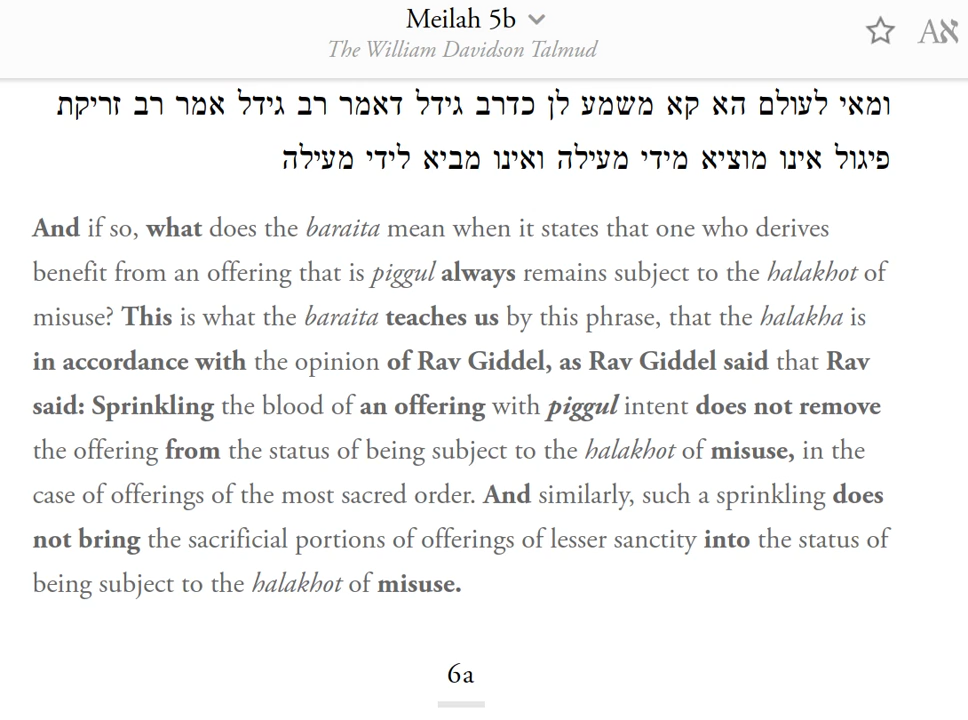 Meilah 5b
The William Davidson Talmud
Aא
ומאי לעולם הא קא משמע לן כדרב גידל דאמר רב גידל אמר רב זריקת
פיגול אינו מוציא מידי מעילה ואינו מביא לידי מעילה
And if so, what does the baraita mean when it states that one who derives
benefit from an offering that is piggul always remains subject to the halakhot of
misuse? This is what the baraita teaches us by this phrase, that the halakha is
in accordance with the opinion of Rav Giddel, as Rav Giddel said that Rav
said: Sprinkling the blood of an offering with piggul intent does not remove
the offering from the status of being subject to the halakhot of misuse, in the
case of offerings of the most sacred order. And similarly, such a sprinkling does
not bring the sacrificial portions of offerings of lesser sanctity into the status of
being subject to the halakhot of misuse.
6a